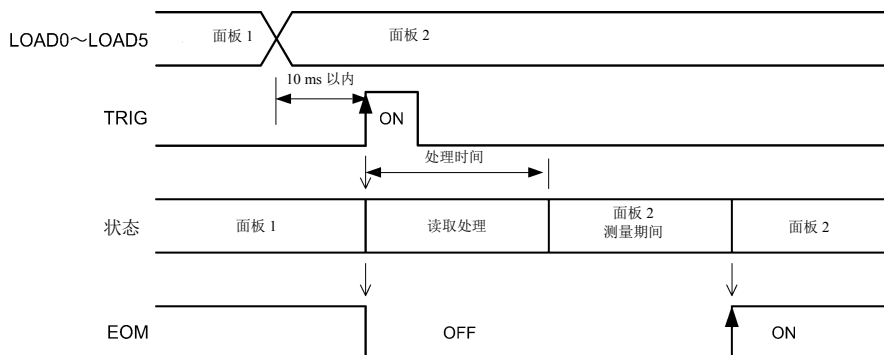 LOAD0～LOAD5
面板 1
面板 2
10 ms 以内
TRIG
ON
处理时间
状态
面板 1
读取处理
面板 2
测量期间
面板 2
EOM
OFF
ON